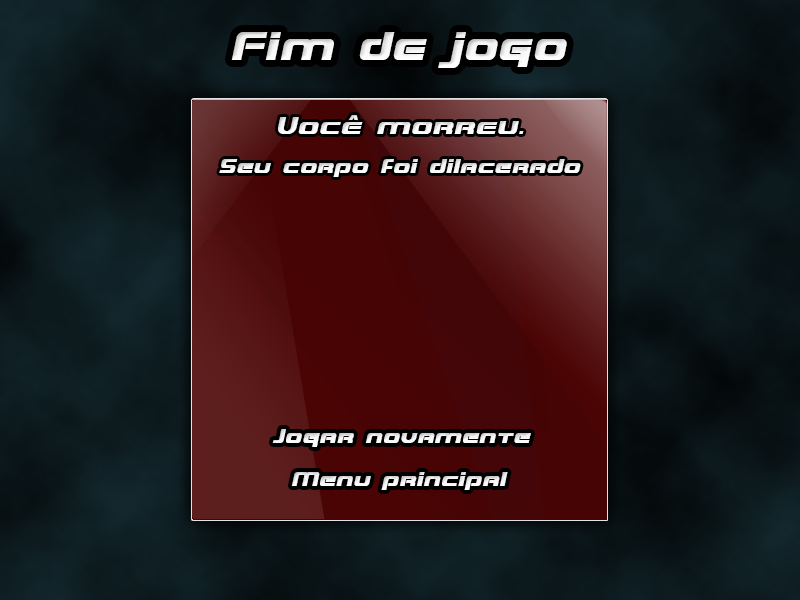 Fim de jogo
Você morreu.
Seu corpo foi dilacerado
Jogar novamente
Menu principal